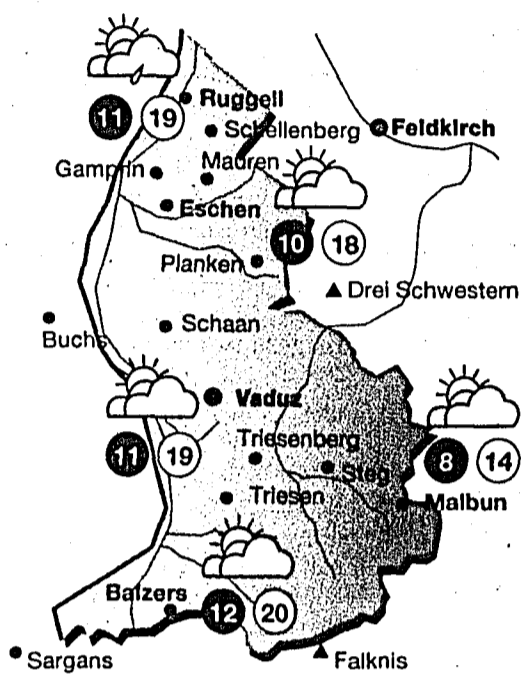 11 19 Ruggell
Schellenberg
Feldkirch
Gamprin
Mauren
Eschen
10 18
Planken
Drei Schwestern
Schaan
Buchs
Vaduz
11 19
Triesenberg
8 14
Steg
Triesen
Malbun
Balzers
12 20
Sargans
Falknis